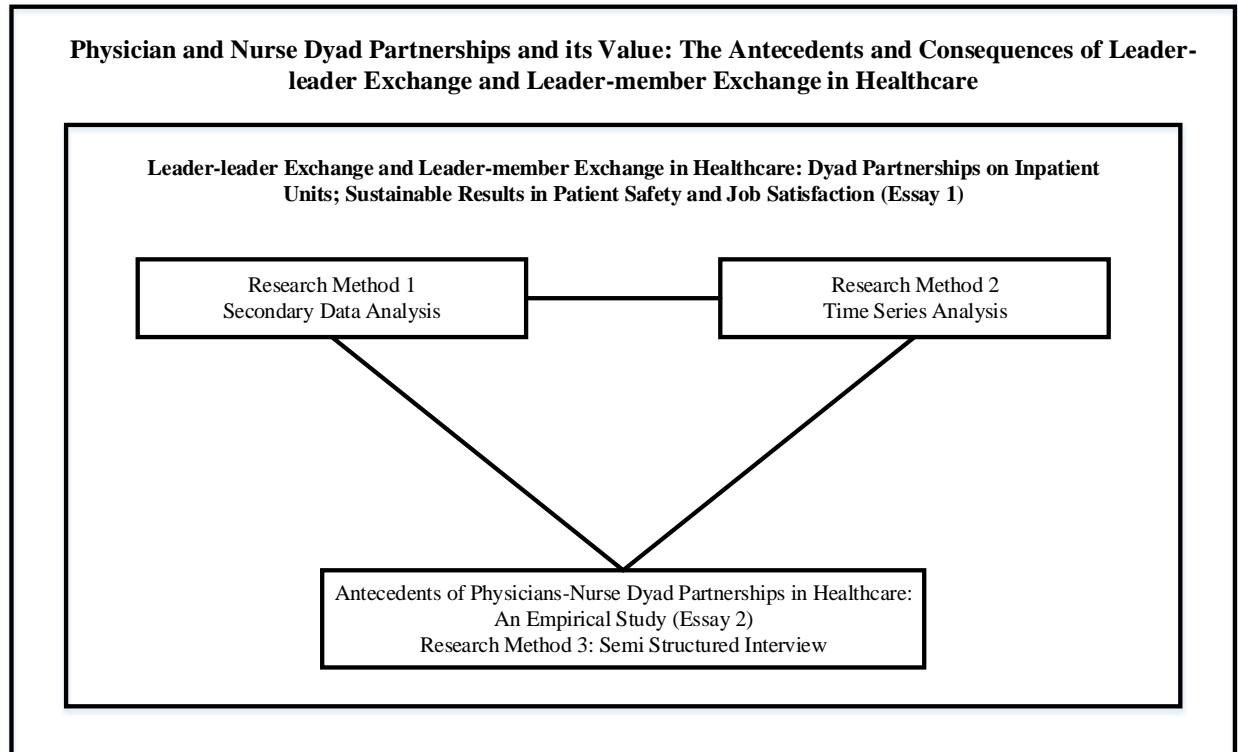 Physician and Nurse Dyad Partnerships and its Value: The Antecedents and Consequences of Leader-
leader Exchange and Leader-member Exchange in Healthcare
Leader-leader Exchange and Leader-member Exchange in Healthcare: Dyad Partnerships on Inpatient
Units; Sustainable Results in Patient Safety and Job Satisfaction (Essay 1)
Research Method 1
Secondary Data Analysis
Research Method 2
Time Series Analysis
Antecedents of Physicians-Nurse Dyad Partnerships in Healthcare:
An Empirical Study (Essay 2)
Research Method 3: Semi Structured Interview